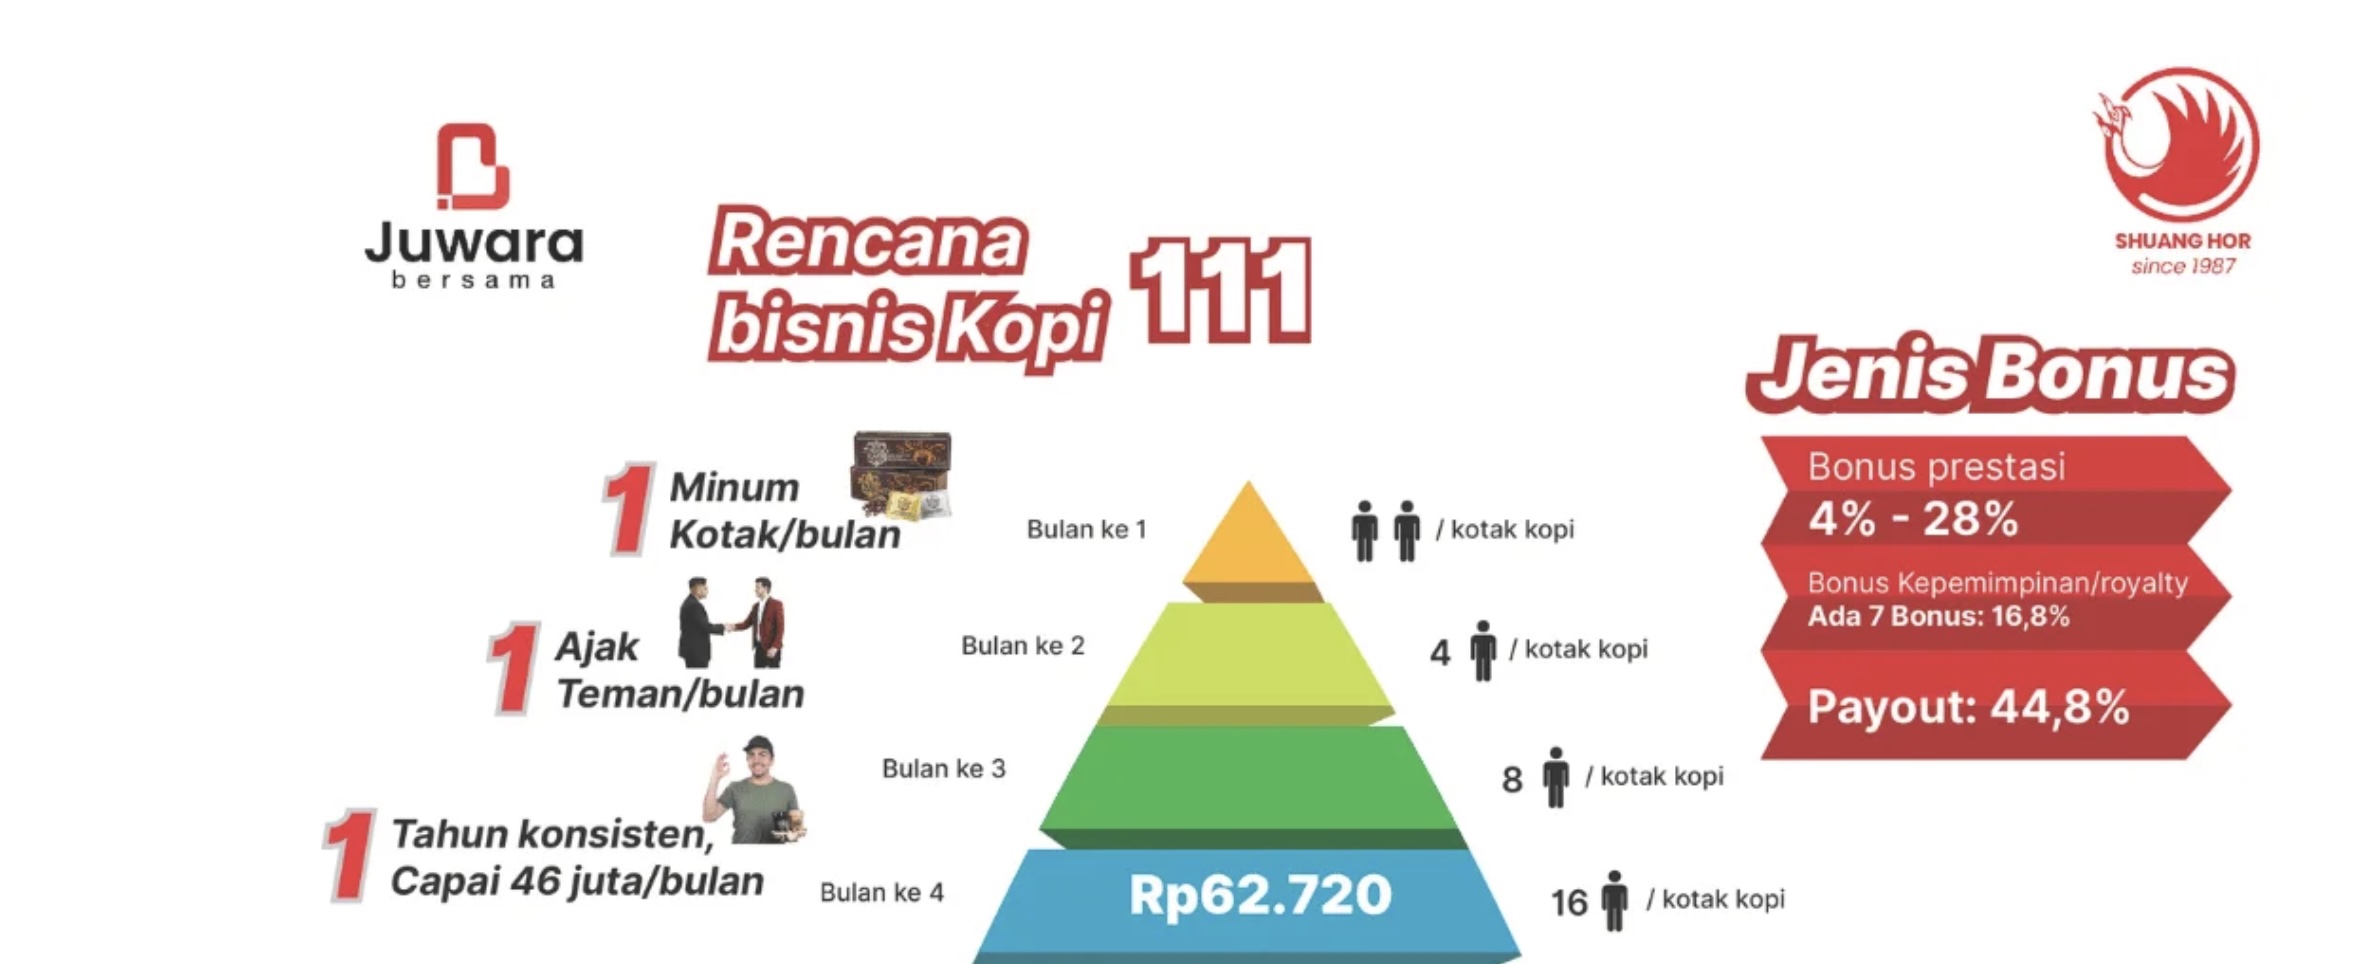 Juwara
bersama
Rencana
bisnis Kopi 111
SHUANG HOR
since 1987
1 Minum
Kotak/bulan
1 Ajak
Teman/bulan
1 Tahun konsisten,
Capai 46 juta/bulan
Bulan ke 1
/ kotak kopi
Bulan ke 2
4 / kotak kopi
Bulan ke 3
8 / kotak kopi
Bulan ke 4
Rp62.720
16 / kotak kopi
Jenis Bonus
Bonus prestasi
4% - 28%
Bonus Kepemimpinan/royalty
Ada 7 Bonus: 16,8%
Payout: 44,8%